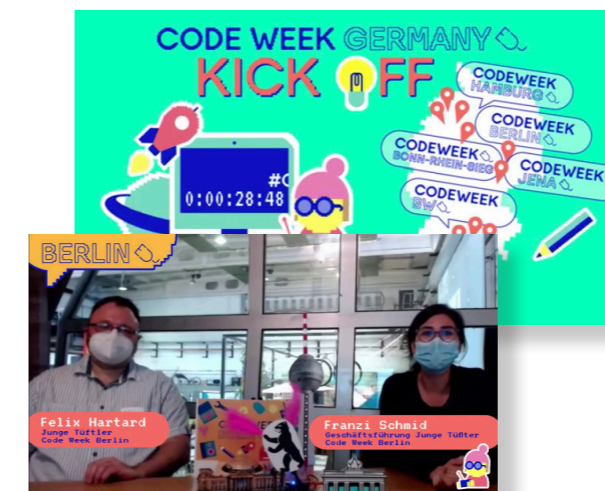 CODE WEEK GERMANY
KICK OFF
CODEWEEK
HAMBURG
CODEWEEK
BERLIN
CODEWEEK
BONN-RHEIN-SIEG
CODEWEEK
JENA
CODEWEEK
BW
0:00:28:48
BERLIN
Felix Hartard
Junge Tüftler
Code Week Berlin
Franzi Schmid
Geschäftsführung Junge Tüftler
Code Week Berlin